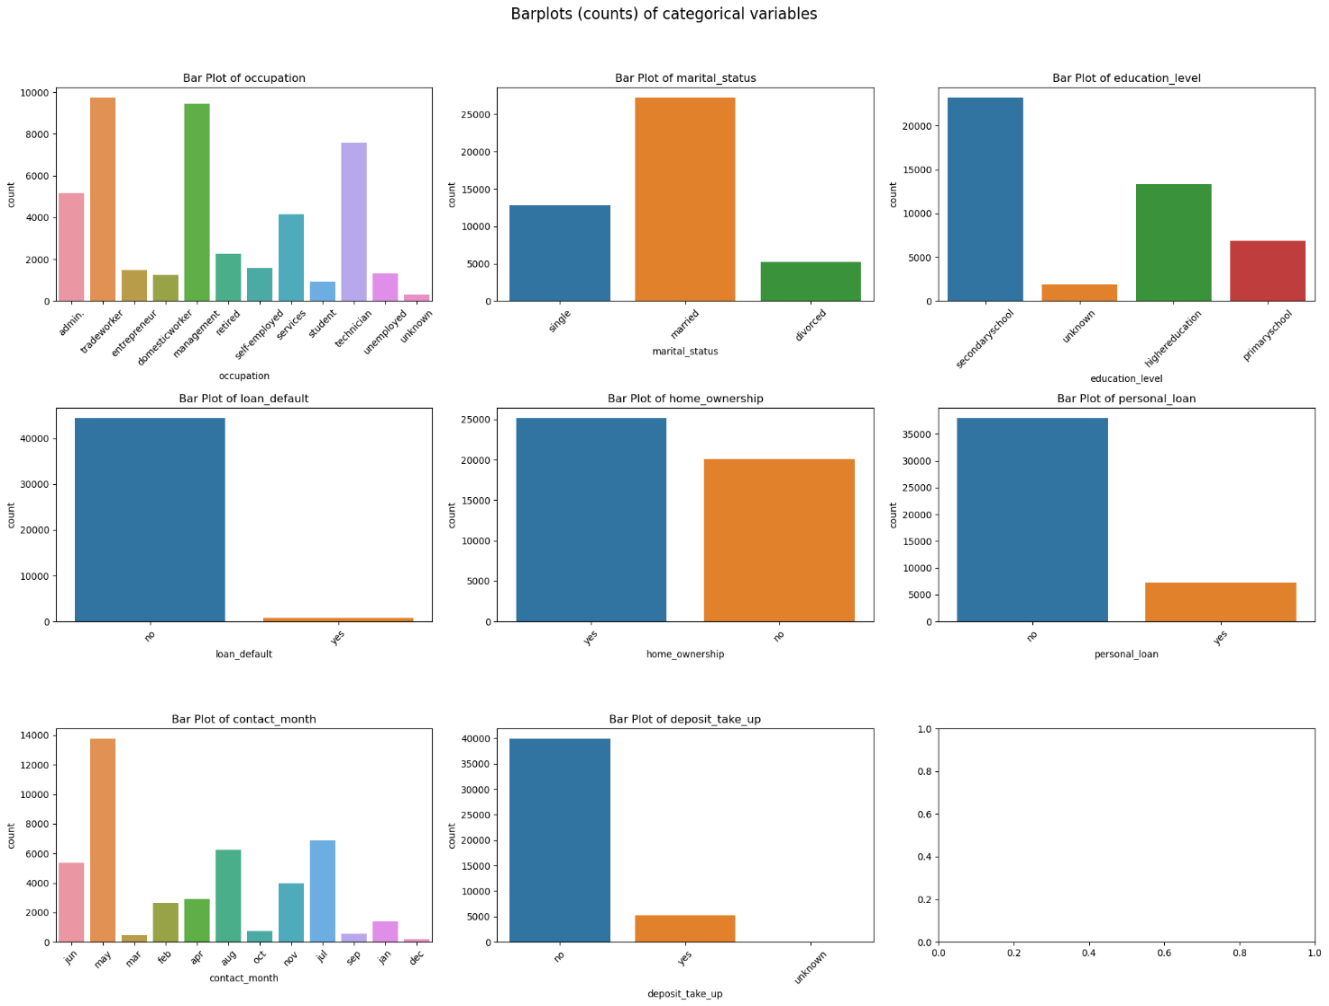 Barplots (counts) of categorical variables
Bar Plot of occupation
count
10000
8000
6000
4000
2000
0
admin.
tradeworker
entrepreneur
domesticworker
management
retired
self-employed
services
student
technician
unemployed
unknown
occupation
Bar Plot of marital_status
count
25000
20000
15000
10000
5000
0
single
married
divorced
marital_status
Bar Plot of education_level
count
20000
15000
10000
5000
0
secondaryschool
unknown
highereducation
primaryschool
education_level
Bar Plot of loan_default
count
40000
30000
20000
10000
0
no
yes
loan_default
Bar Plot of home_ownership
count
25000
20000
15000
10000
5000
0
yes
no
home_ownership
Bar Plot of personal_loan
count
35000
30000
25000
20000
15000
10000
5000
0
no
yes
personal_loan
Bar Plot of contact_month
count
14000
12000
10000
8000
6000
4000
2000
0
jun
may
mar
feb
apr
aug
oct
nov
jul
sep
jan
dec
contact_month
Bar Plot of deposit_take_up
count
40000
35000
30000
25000
20000
15000
10000
5000
0
no
yes
unknown
deposit_take_up
1.0
0.8
0.6
0.4
0.2
0.0
0.0
0.2
0.4
0.6
0.8
1.0